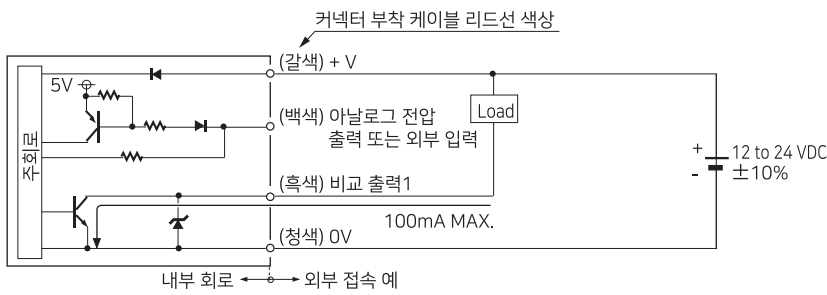 커넥터 부착 케이블 리드선 색상
(갈색) + V
5V
(백색) 아날로그 전압
출력 또는 외부 입력
Load
주회로
+
-
12 to 24 VDC
±10%
(흑색) 비교 출력1
100mA MAX.
(청색) 0V
내부 회로
외부 접속 예